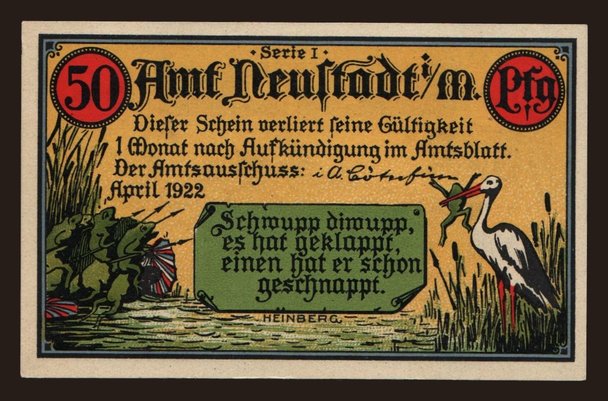 Serie I
50 Amt Neustadt i/M. Pfg
Dieser Schein verliert seine Gültigkeit
1 Monat nach Aufkündigung im Amtsblatt.
Der Amtsausschuss: i. A.
April 1922
Schwupp diwupp,
es hat geklappt,
einen hat er schon
geschnappt.
HEINBERG